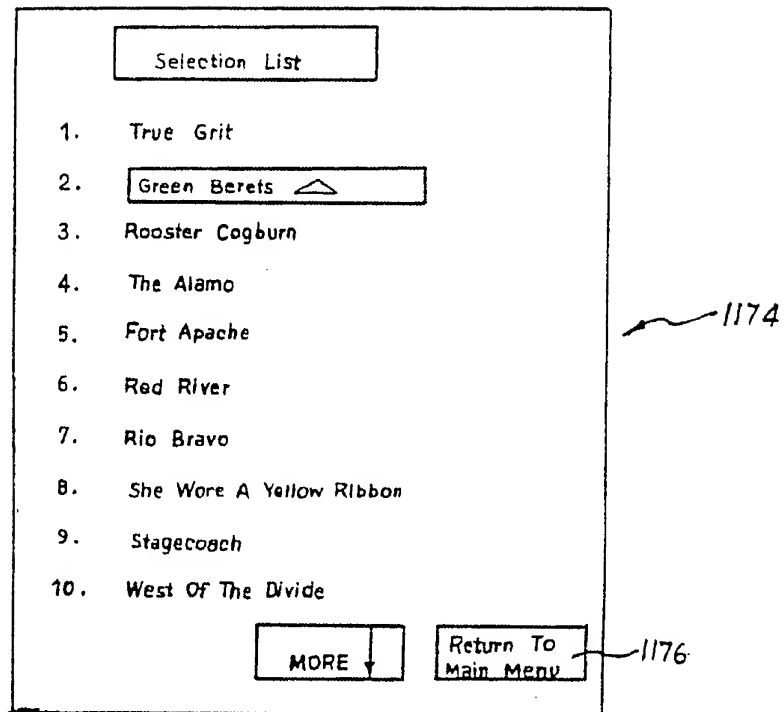 Selection List
1. True Grit
2. Green Berets
3. Rooster Cogburn
4. The Alamo
5. Fort Apache
6. Red River
7. Rio Bravo
8. She Wore A Yellow Ribbon
9. Stagecoach
10. West Of The Divide
MORE
Return To
Main Menu
1174
1176